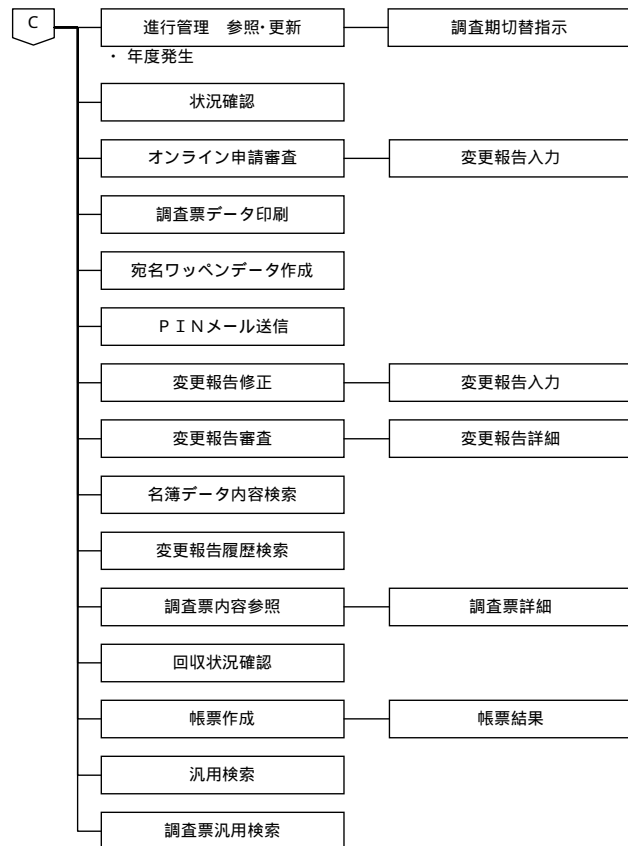 C
進行管理　参照・更新
調査期切替指示
・ 年度発生
状況確認
オンライン申請審査
変更報告入力
調査票データ印刷
宛名ワッペンデータ作成
ＰＩＮメール送信
変更報告修正
変更報告入力
変更報告審査
変更報告詳細
名簿データ内容検索
変更報告履歴検索
調査票内容参照
調査票詳細
回収状況確認
帳票作成
帳票結果
汎用検索
調査票汎用検索